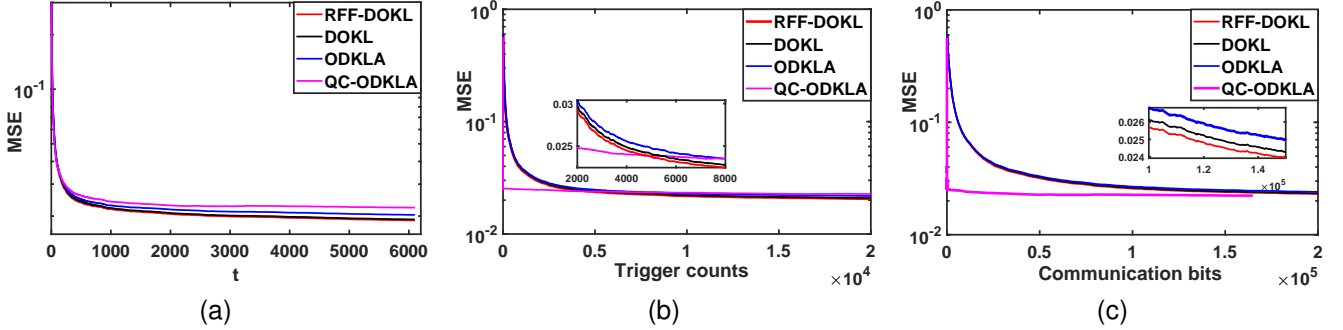 RFF-DOKL
DOKL
ODKLA
QC-ODKLA
10^-1
MSE
0 1000 2000 3000 4000 5000 6000
t
(a)
10^0
RFF-DOKL
DOKL
ODKLA
QC-ODKLA
MSE
10^-1
0.03
0.025
2000 4000 6000 8000
10^-2
0 0.5 1 1.5 2
Trigger counts
×10^4
(b)
10^0
RFF-DOKL
DOKL
ODKLA
QC-ODKLA
MSE
10^-1
0.026
0.025
0.024
1 1.2 1.4
×10^5
10^-2
0 0.5 1 1.5 2
Communication bits
×10^5
(c)